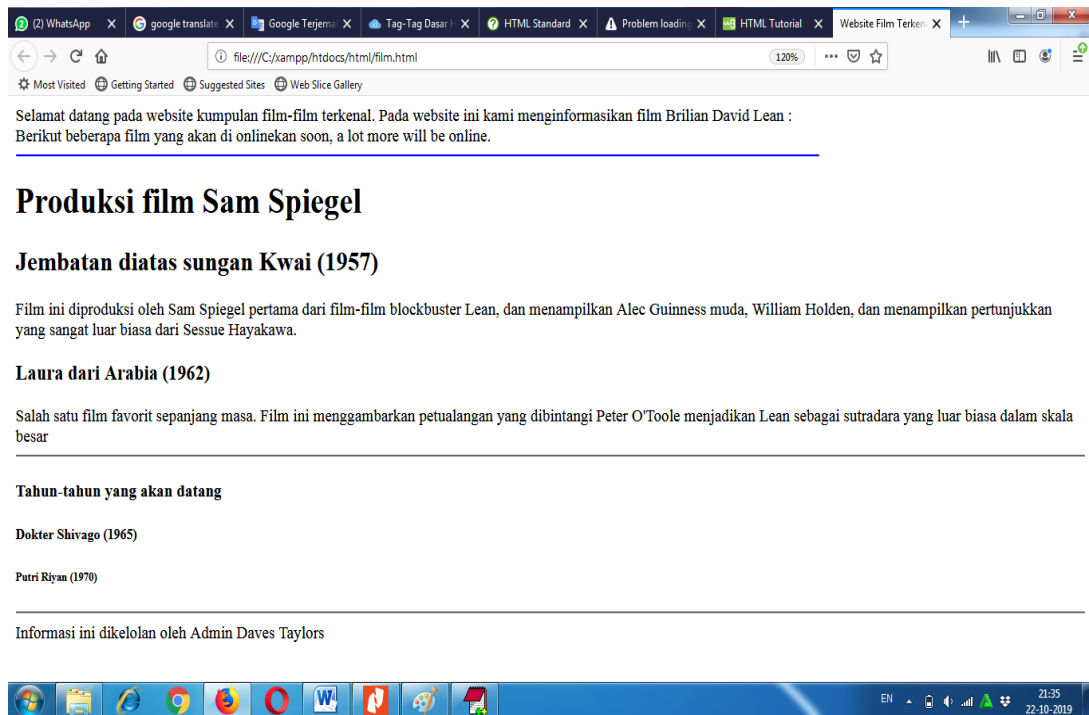 (2) WhatsApp
google translate
Google Terjema
Tag-Tag Dasar H
HTML Standard
Problem loading
HTML Tutorial
Website Film Terken
file:///C:/xampp/htdocs/html/film.html
120%
Most Visited
Getting Started
Suggested Sites
Web Slice Gallery
Selamat datang pada website kumpulan film-film terkenal. Pada website ini kami menginformasikan film Brilian David Lean :
Berikut beberapa film yang akan di onlinekan soon, a lot more will be online.
Produksi film Sam Spiegel
Jembatan diatas sungan Kwai (1957)
Film ini diproduksi oleh Sam Spiegel pertama dari film-film blockbuster Lean, dan menampilkan Alec Guinness muda, William Holden, dan menampilkan pertunjukkan
yang sangat luar biasa dari Sessue Hayakawa.
Laura dari Arabia (1962)
Salah satu film favorit sepanjang masa. Film ini menggambarkan petualangan yang dibintangi Peter O'Toole menjadikan Lean sebagai sutradara yang luar biasa dalam skala
besar
Tahun-tahun yang akan datang
Dokter Shivago (1965)
Putri Riyan (1970)
Informasi ini dikelolan oleh Admin Daves Taylors
EN
21:35
22-10-2019